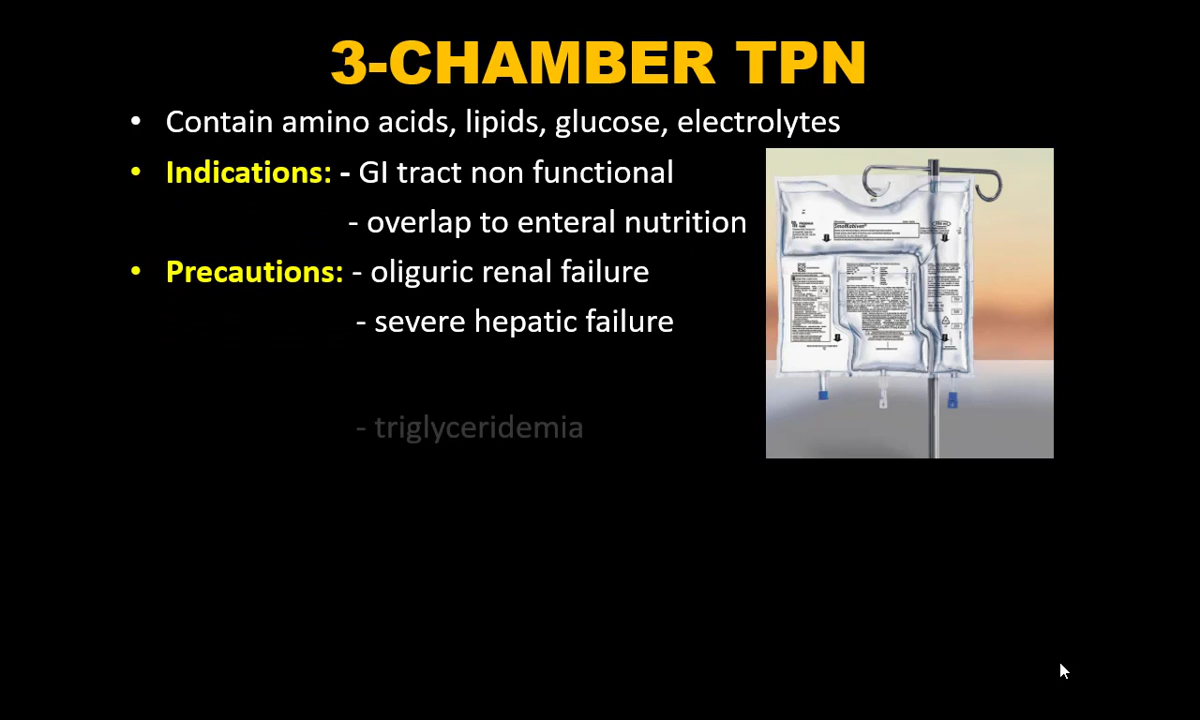 3-CHAMBER TPN
• Contain amino acids, lipids, glucose, electrolytes
• Indications: - GI tract non functional
- overlap to enteral nutrition
• Precautions: - oliguric renal failure
- severe hepatic failure
- triglyceridemia